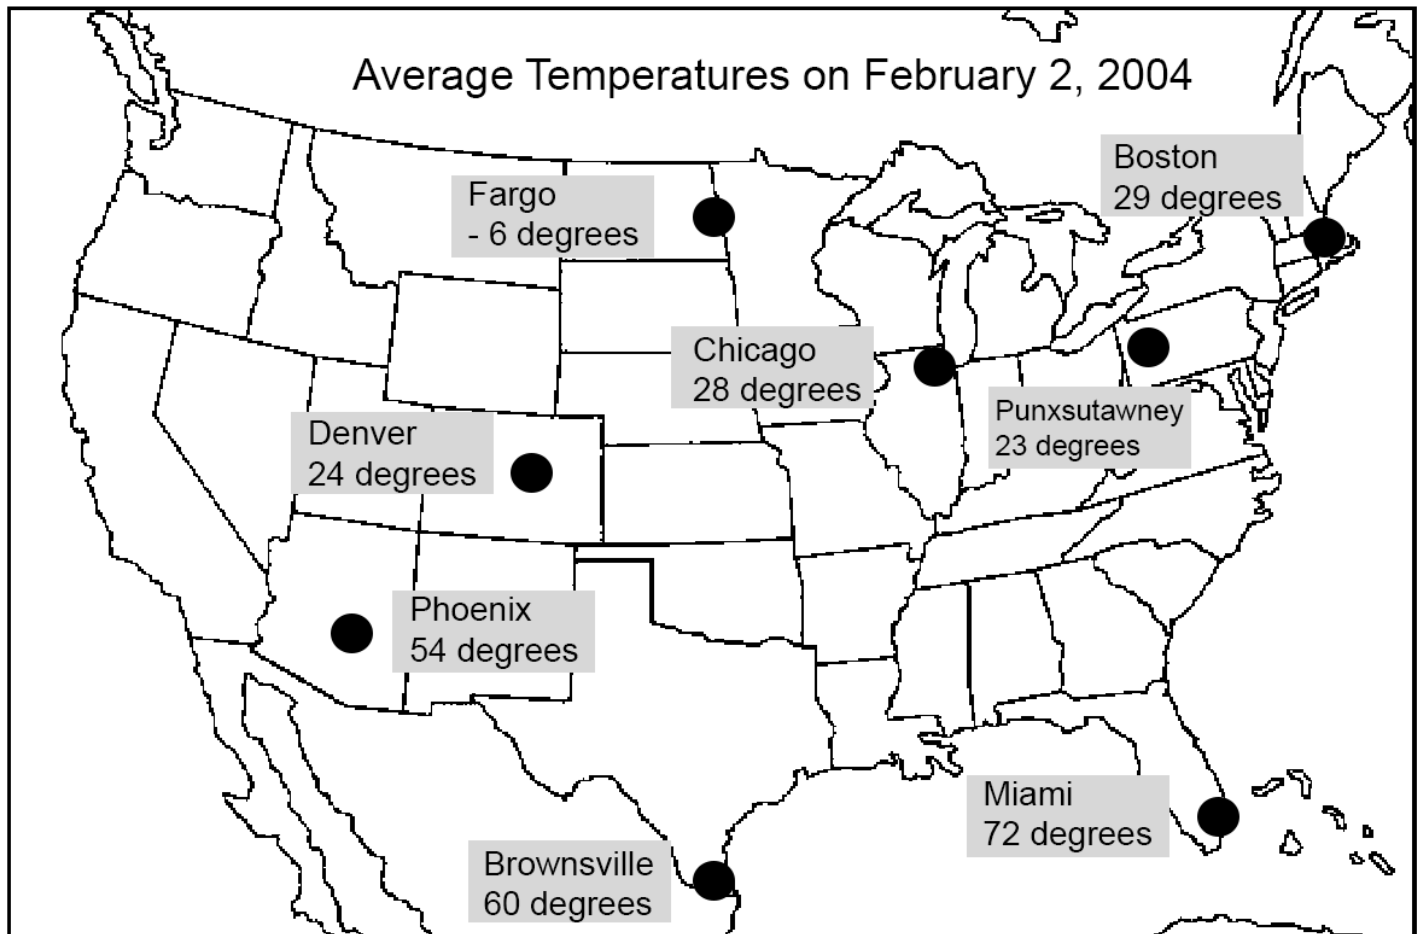 Average Temperatures on February 2, 2004
Boston
29 degrees
Fargo
- 6 degrees
Chicago
28 degrees
Punxsutawney
23 degrees
Denver
24 degrees
Phoenix
54 degrees
Miami
72 degrees
Brownsville
60 degrees